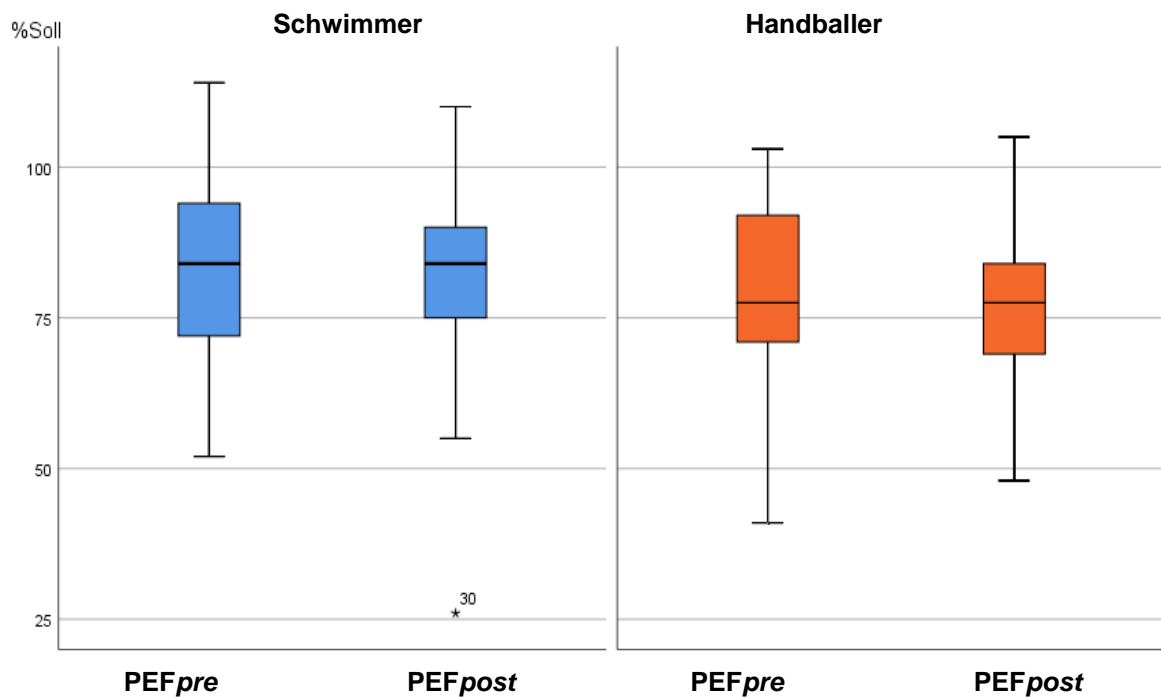 %Soll
Schwimmer
Handballer
100
75
50
25
* 30
PEFpre
PEFpost
PEFpre
PEFpost